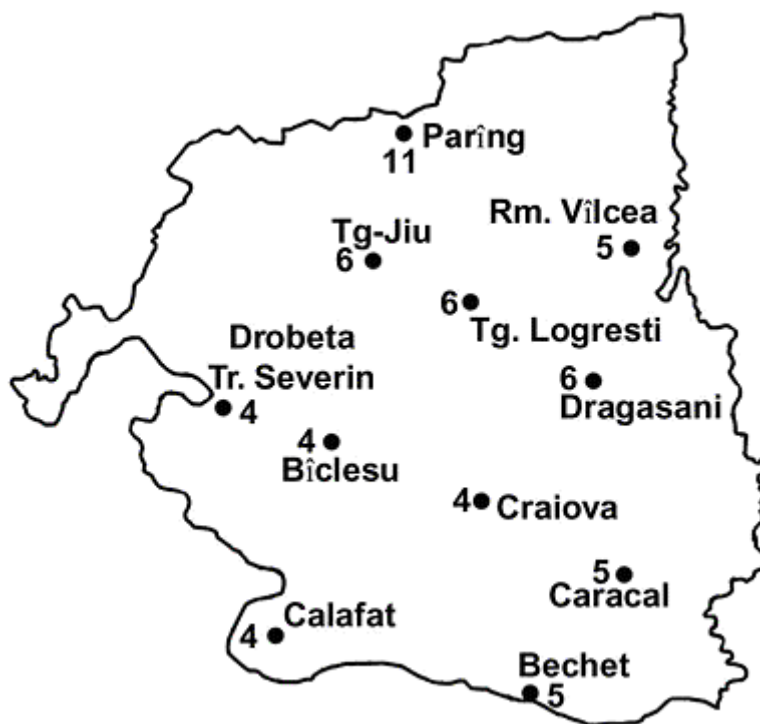 Parîng
11
Rm. Vîlcea
5
Tg-Jiu
6
6
Tg. Logresti
Drobeta
Tr. Severin
4
6
Dragasani
4
Bîclesu
4 Craiova
5
Caracal
Calafat
4
Bechet
5